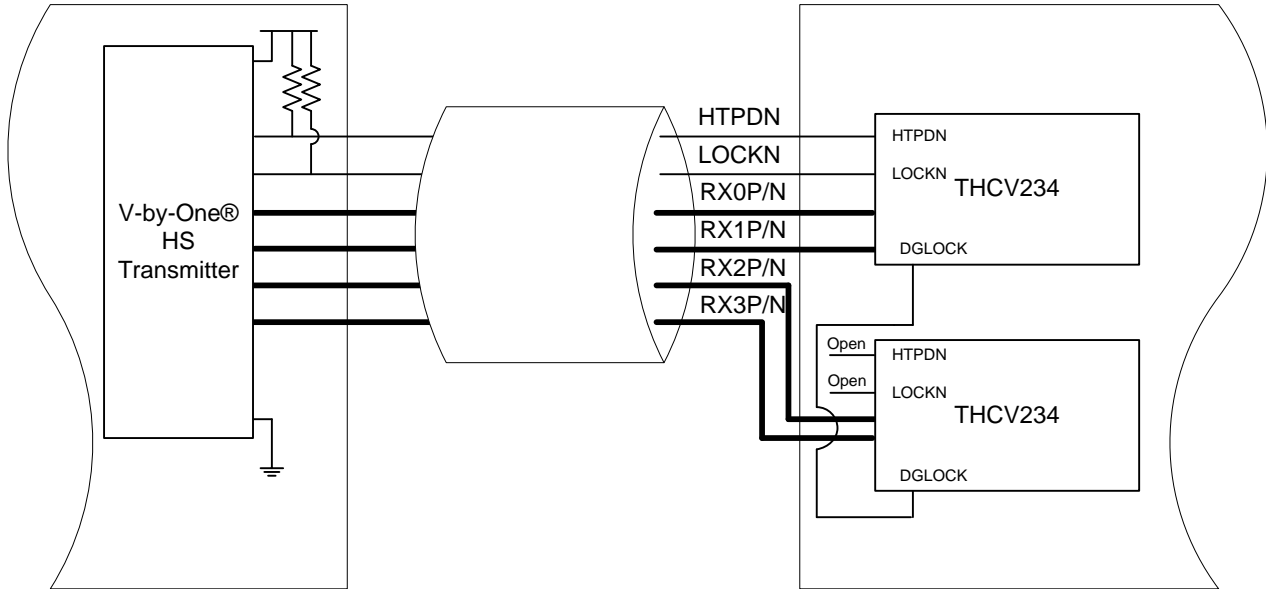 V-by-One®
HS
Transmitter
HTPDN
LOCKN
RX0P/N
RX1P/N
RX2P/N
RX3P/N
HTPDN
LOCKN
THCV234
DGLOCK
Open
HTPDN
Open
LOCKN
THCV234
DGLOCK